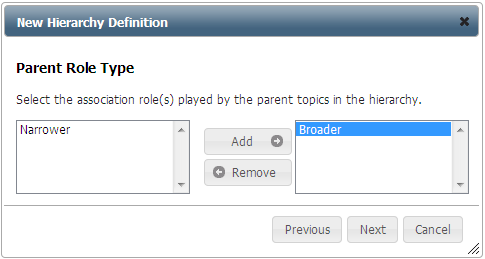 New Hierarchy Definition
Parent Role Type
Select the association role(s) played by the parent topics in the hierarchy.
Narrower
Add
Broader
Remove
Previous
Next
Cancel